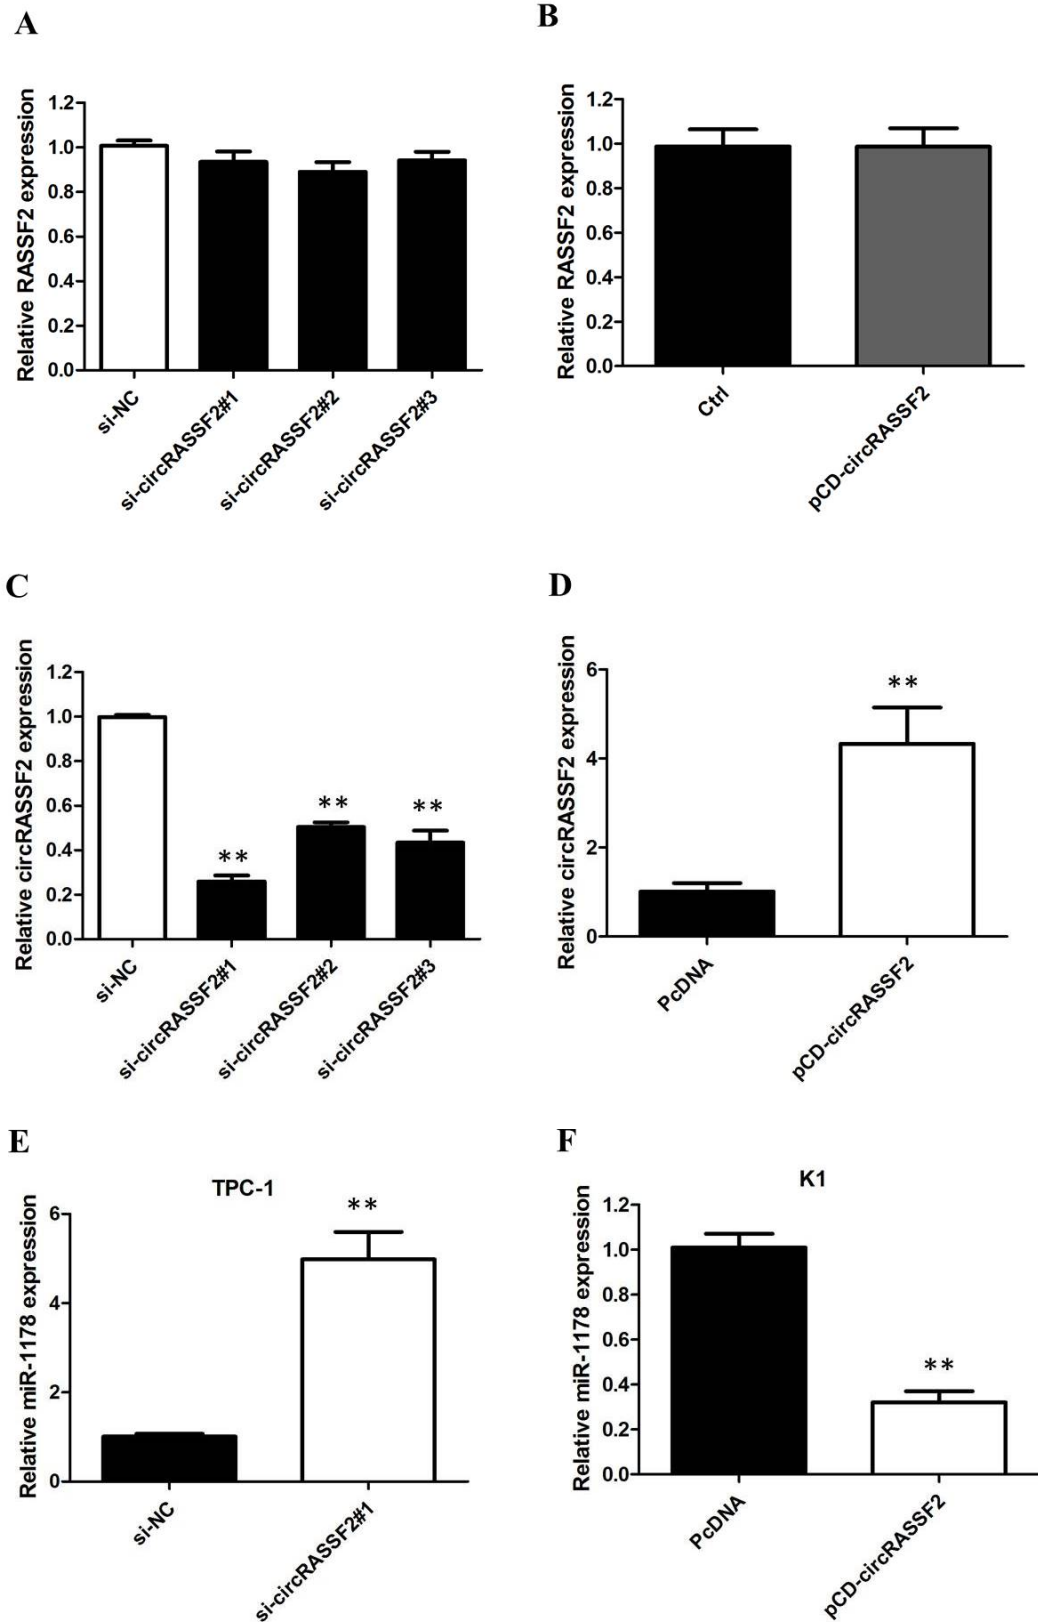 A
Relative RASSF2 expression
1.2
1.0
0.8
0.6
0.4
0.2
0.0
si-NC
si-circRASSF2#1
si-circRASSF2#2
si-circRASSF2#3
B
Relative RASSF2 expression
1.2
1.0
0.8
0.6
0.4
0.2
0.0
Ctrl
pCD-circRASSF2
C
Relative circRASSF2 expression
1.2
1.0
0.8
0.6
0.4
0.2
0.0
**
**
**
si-NC
si-circRASSF2#1
si-circRASSF2#2
si-circRASSF2#3
D
Relative circRASSF2 expression
6
4
2
0
**
PcDNA
pCD-circRASSF2
E
TPC-1
Relative miR-1178 expression
6
4
2
0
**
si-NC
si-circRASSF2#1
F
K1
Relative miR-1178 expression
1.2
1.0
0.8
0.6
0.4
0.2
0.0
**
PcDNA
pCD-circRASSF2